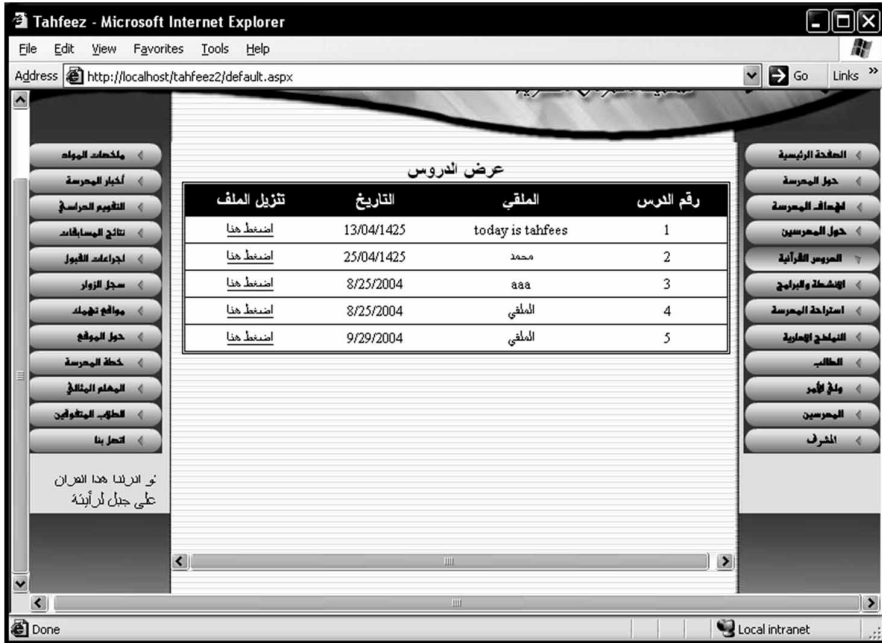 Tahfeez - Microsoft Internet Explorer
File Edit View Favorites Tools Help
Address http://localhost/tahfeez2/default.aspx Go Links »
الصفحة الرئيسية
حول المدرسة
اهداف المدرسة
حول المدرسين
الدروس القرآنية
الانشطة والبرامج
استراحة المدرسة
النماذج الإدارية
الطالب
ولي الأمر
المدرسين
المشرف
عرض الدروس
رقم الدرس الملقي التاريخ تنزيل الملف
1 today is tahfees 13/04/1425 اضغط هنا
2 محمد 25/04/1425 اضغط هنا
3 aaa 8/25/2004 اضغط هنا
4 الملقي 8/25/2004 اضغط هنا
5 الملقي 9/29/2004 اضغط هنا
ملخصات المواد
أخبار المدرسة
التقويم الدراسي
نتائج المسابقات
اجراءات القبول
سجل الزوار
مواقع تهمك
حول الموقع
خطة المدرسة
المعلم المثالي
الطلاب المتفوقين
اتصل بنا
لو انزلنا هذا القران
على جبل لرأيته
Done Local intranet